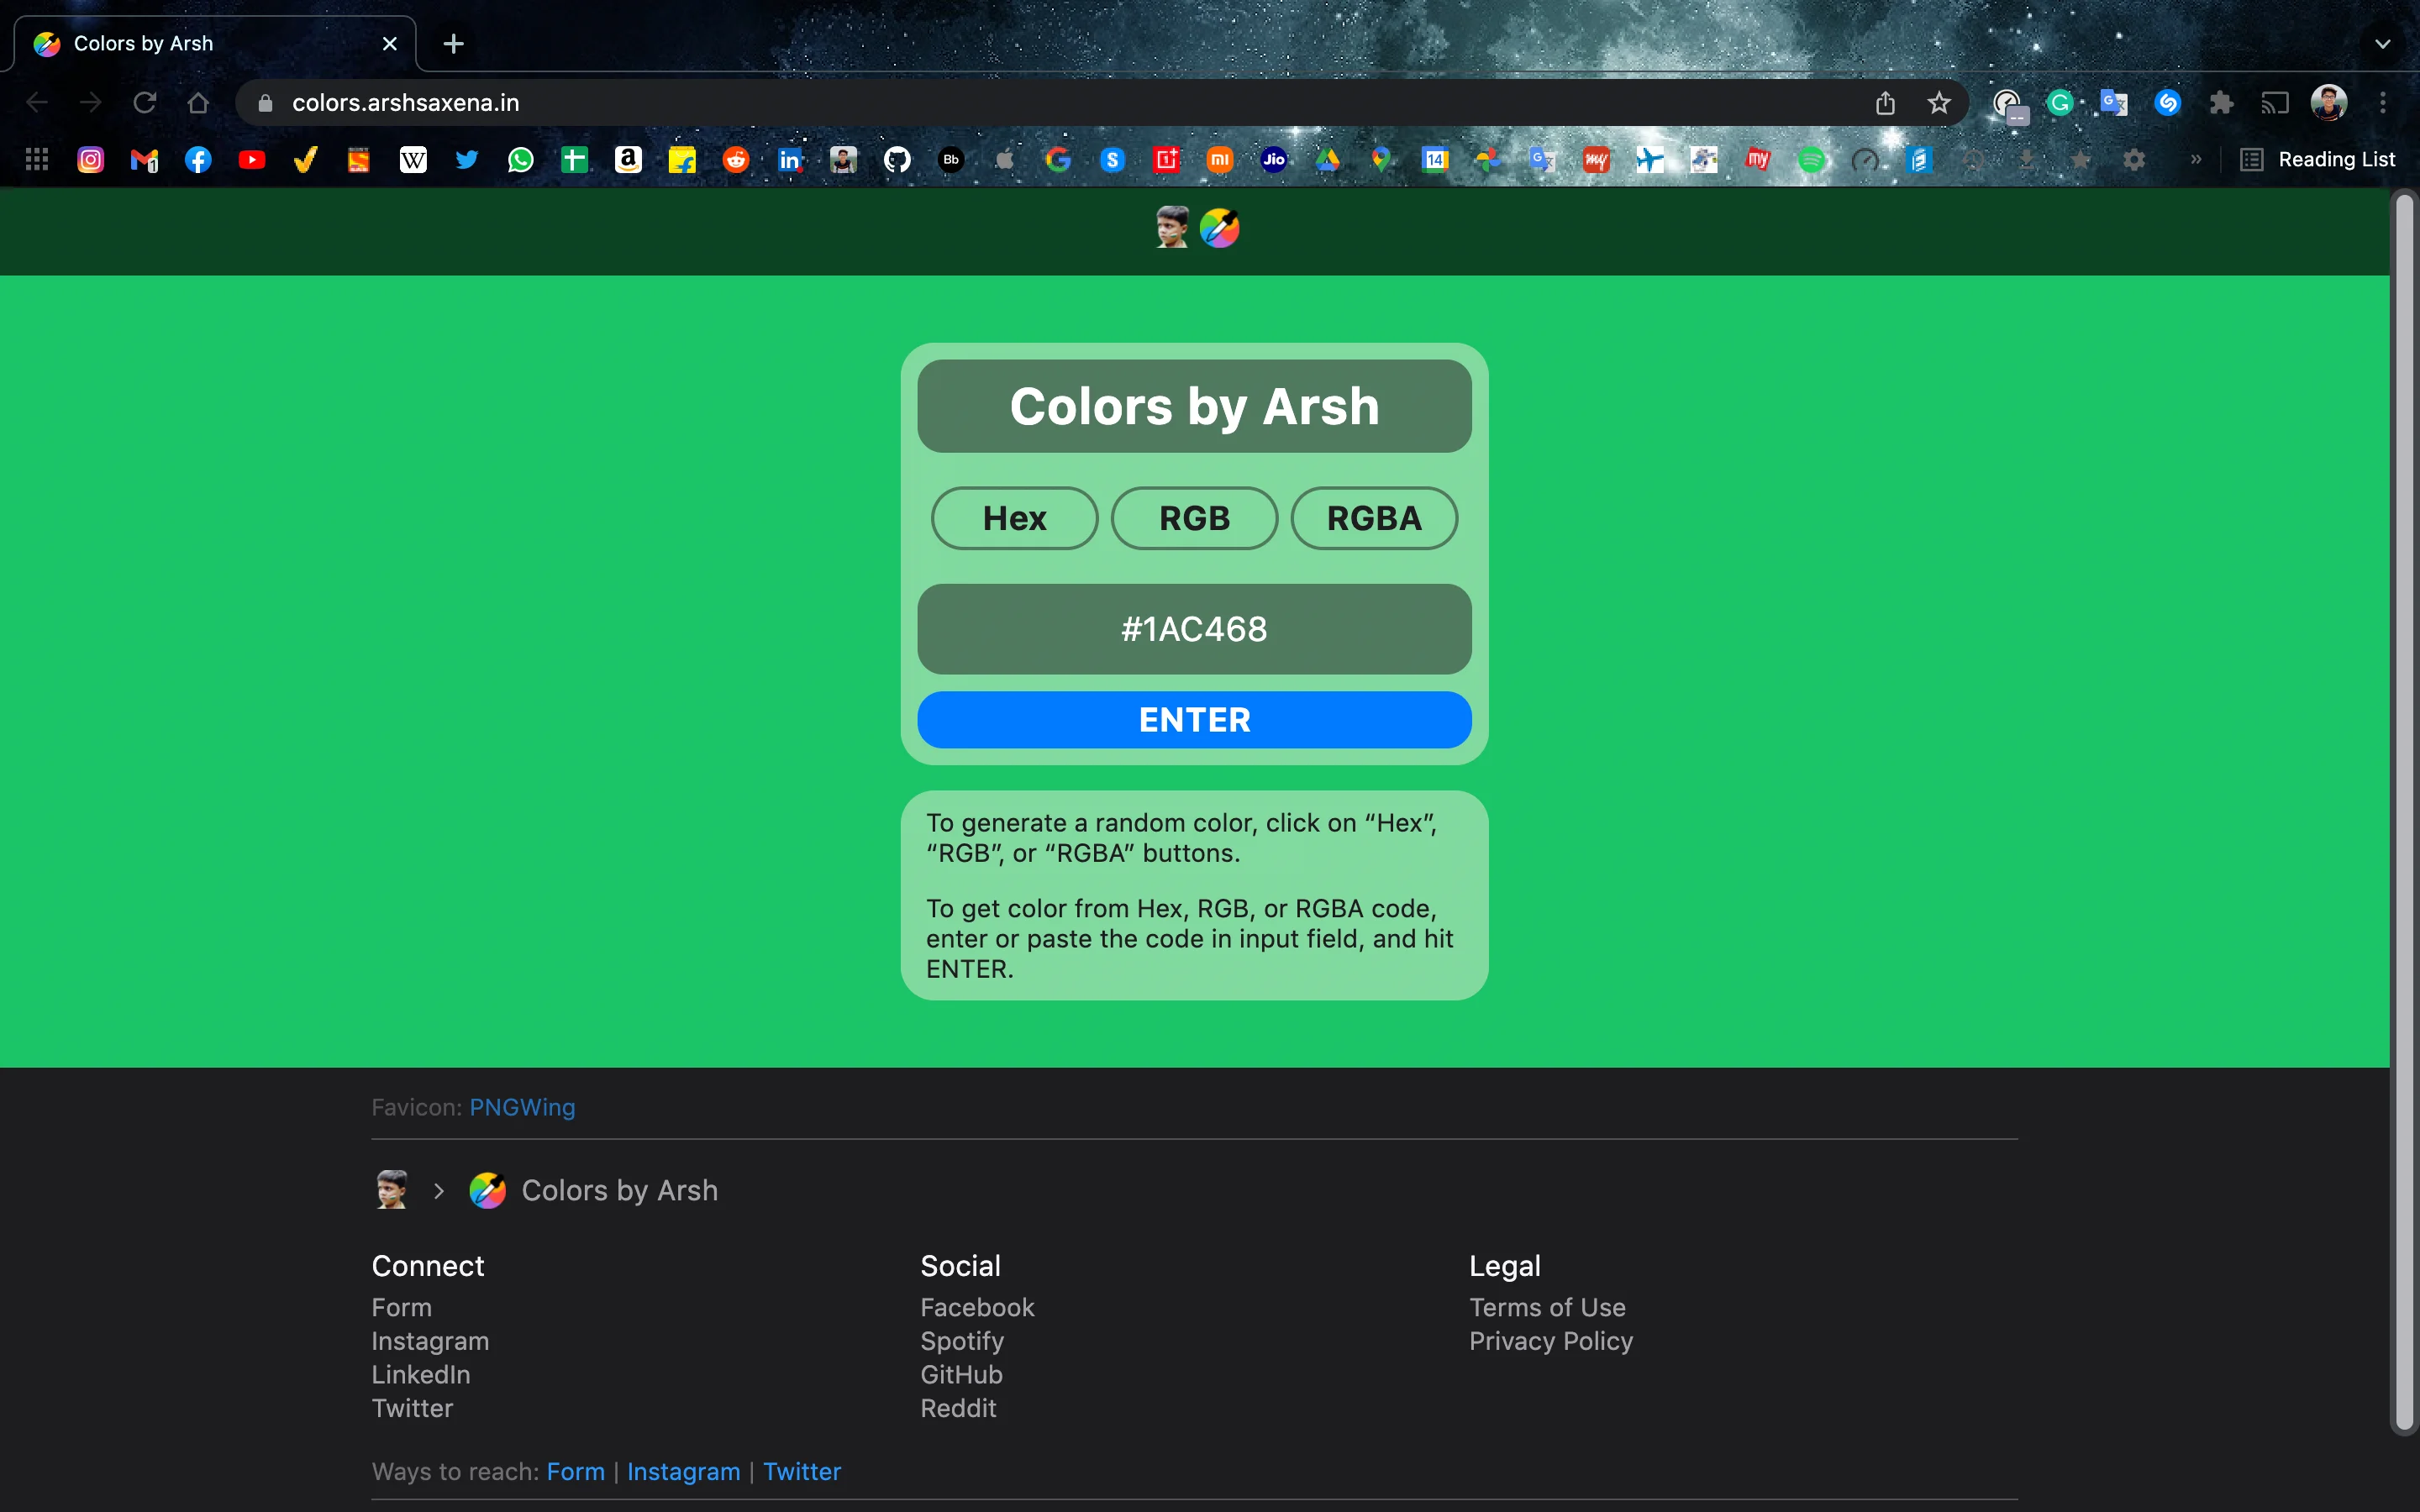 Colors by Arsh
colors.arshsaxena.in
Reading List
Colors by Arsh
Hex RGB RGBA
#1AC468
ENTER
To generate a random color, click on “Hex”,
“RGB”, or “RGBA” buttons.
To get color from Hex, RGB, or RGBA code,
enter or paste the code in input field, and hit
ENTER.
Favicon: PNGWing
Colors by Arsh
Connect
Form
Instagram
LinkedIn
Twitter
Social
Facebook
Spotify
GitHub
Reddit
Legal
Terms of Use
Privacy Policy
Ways to reach: Form | Instagram | Twitter